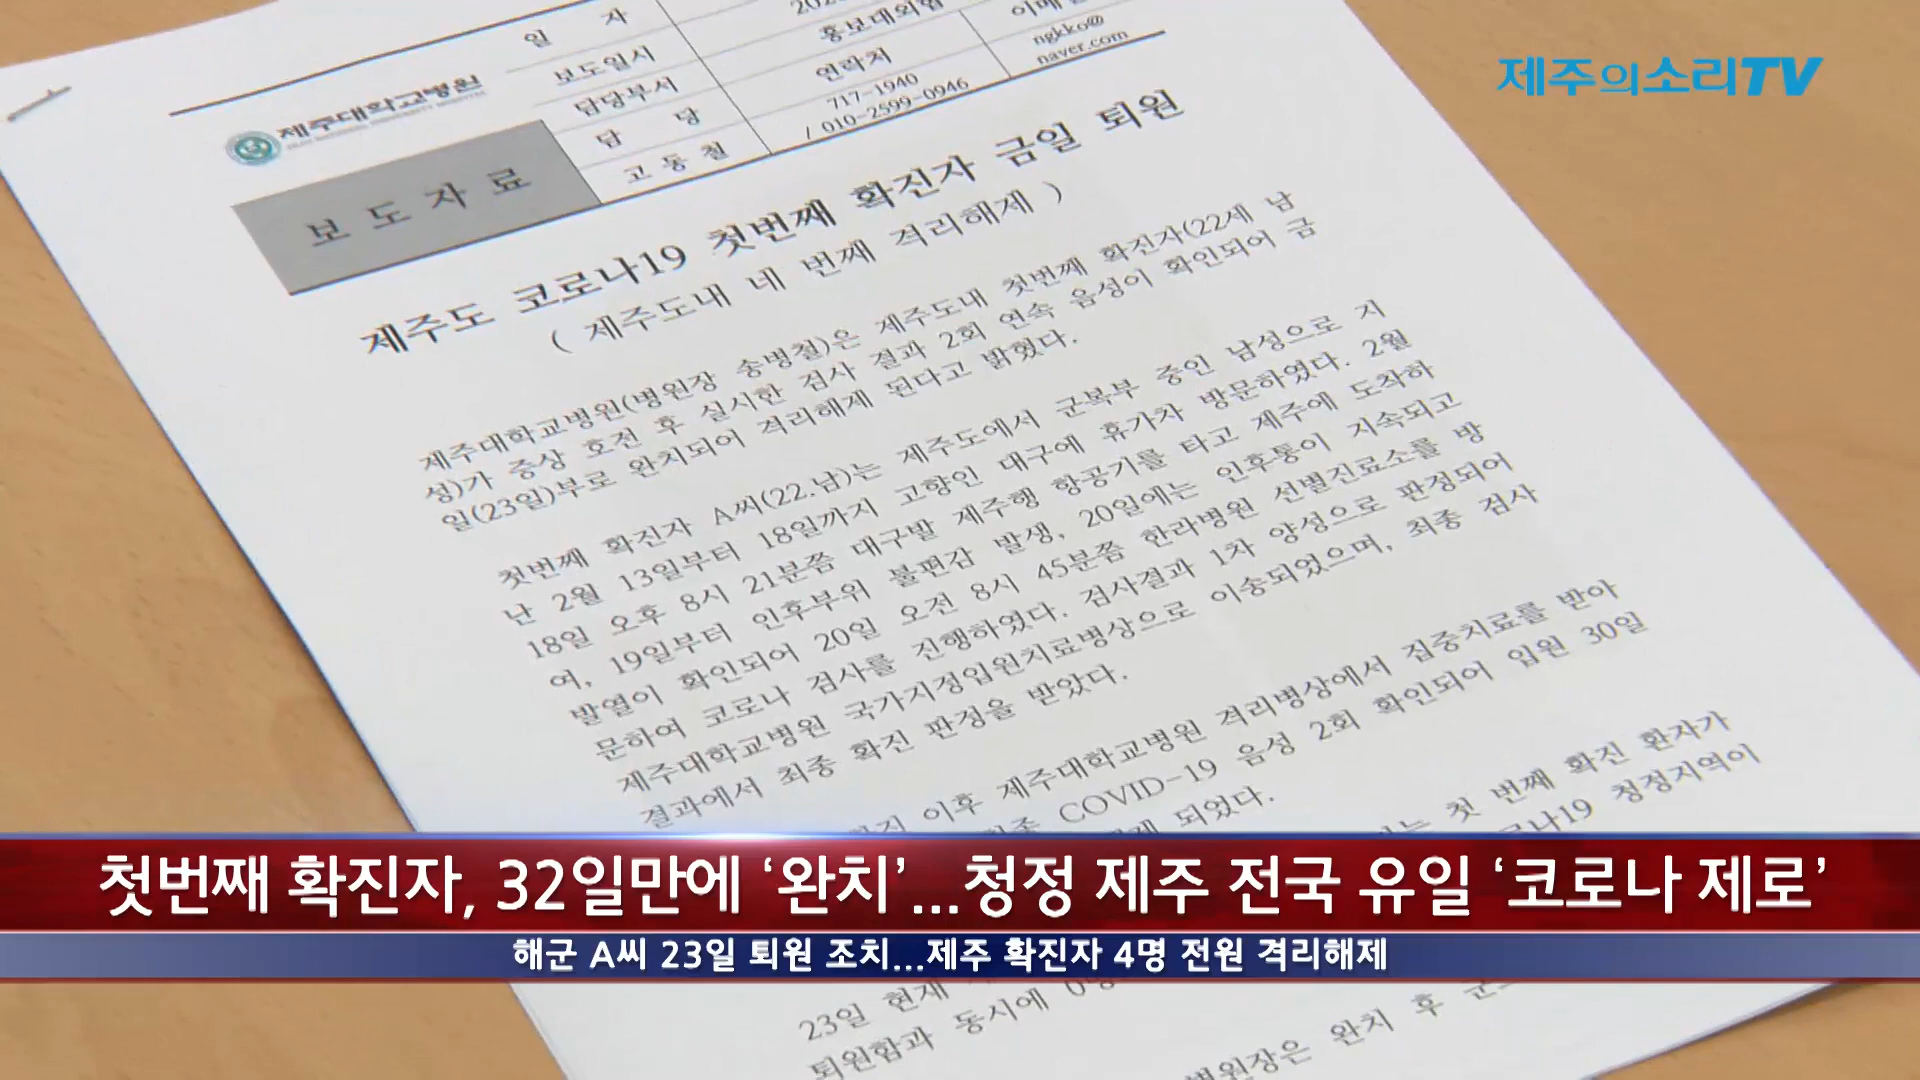 제주의소리TV
일 자
보도일시
담당부서
홍보대외협
담 당
연락처
이메일
고 동 철
717-1940
/ 010-2599-0946
ngkko@
naver.com
제주대학교병원
보 도 자 료
제주도 코로나19 첫번째 확진자 금일 퇴원
( 제주도내 네 번째 격리해제 )
제주대학교병원(병원장 송병철)은 제주도내 첫번째 확진자(22세 남
성)가 증상 호전 후 실시한 검사 결과 2회 연속 음성이 확인되어 금
일(23일)부로 완치되어 격리해제 된다고 밝혔다.
첫번째 확진자 A씨(22.남)는 제주도에서 군복부 중인 남성으로 지
난 2월 13일부터 18일까지 고향인 대구에 휴가차 방문하였다. 2월
18일 오후 8시 21분쯤 대구발 제주행 항공기를 타고 제주에 도착하
여, 19일부터 인후부위 불편감 발생, 20일에는 인후통이 지속되고
발열이 확인되어 20일 오전 8시 45분쯤 한라병원 선별진료소를 방
문하여 코로나 검사를 진행하였다. 검사결과 1차 양성으로 판정되어
제주대학교병원 국가지정입원치료병상으로 이송되었으며, 최종 검사
결과에서 최종 확진 판정을 받았다.
이후 제주대학교병원 격리병상에서 집중치료를 받아
COVID-19 음성 2회 확인되어 입원 30일
되었다.
첫 번째 확진 환자가
청정지역이
첫번째 확진자, 32일만에 ‘완치’...청정 제주 전국 유일 ‘코로나 제로’
해군 A씨 23일 퇴원 조치...제주 확진자 4명 전원 격리해제
23일 현재
퇴원함과 동시에
병원장은 완치 후